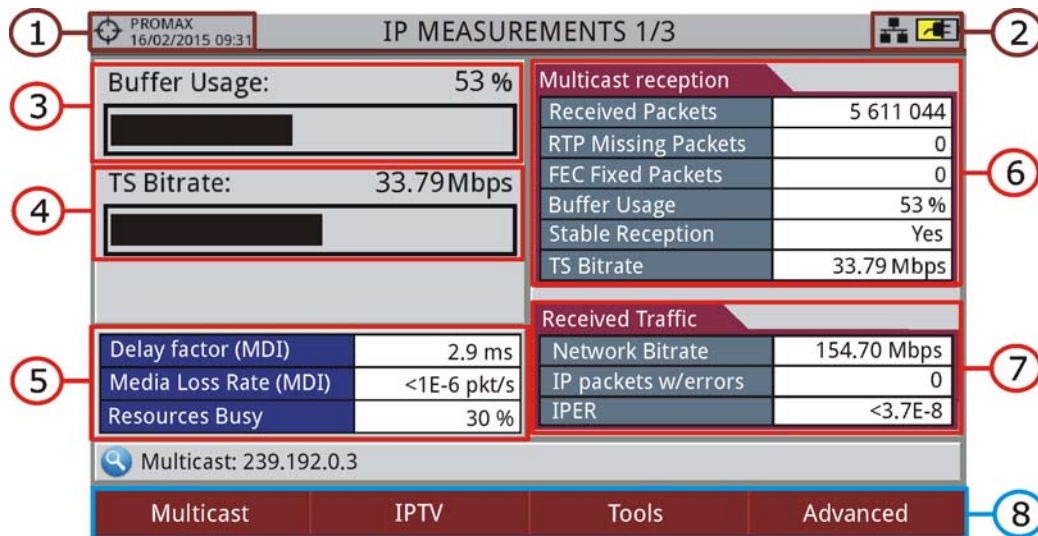 1
PROMAX
16/02/2015 09:31
IP MEASUREMENTS 1/3
2
3
Buffer Usage: 53 %
4
TS Bitrate: 33.79Mbps
5
Delay factor (MDI) 2.9 ms
Media Loss Rate (MDI) <1E-6 pkt/s
Resources Busy 30 %
Multicast reception
Received Packets 5 611 044
RTP Missing Packets 0
FEC Fixed Packets 0
Buffer Usage 53 %
Stable Reception Yes
TS Bitrate 33.79 Mbps
6
Received Traffic
Network Bitrate 154.70 Mbps
IP packets w/errors 0
IPER <3.7E-8
7
Multicast: 239.192.0.3
Multicast IPTV Tools Advanced
8